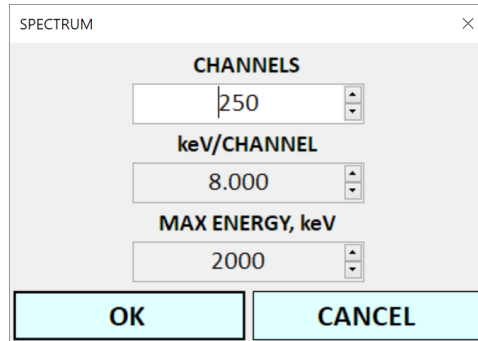 SPECTRUM
CHANNELS
250
keV/CHANNEL
8.000
MAX ENERGY, keV
2000
OK CANCEL